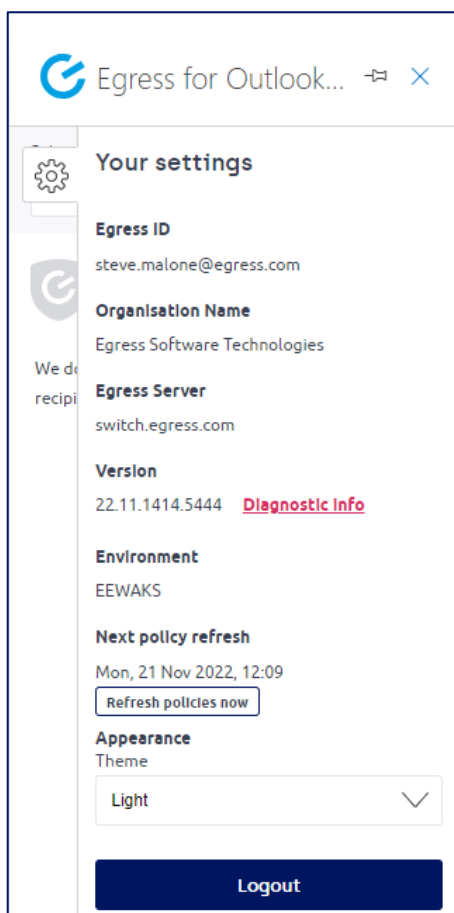 Egress for Outlook...
Your settings
Egress ID
steve.malone@egress.com
Organisation Name
Egress Software Technologies
We
recipi
Egress Server
switch.egress.com
Version
22.11.1414.5444 Diagnostic Info
Environment
EEWAKS
Next policy refresh
Mon, 21 Nov 2022, 12:09
Refresh policies now
Appearance
Theme
Light
Logout